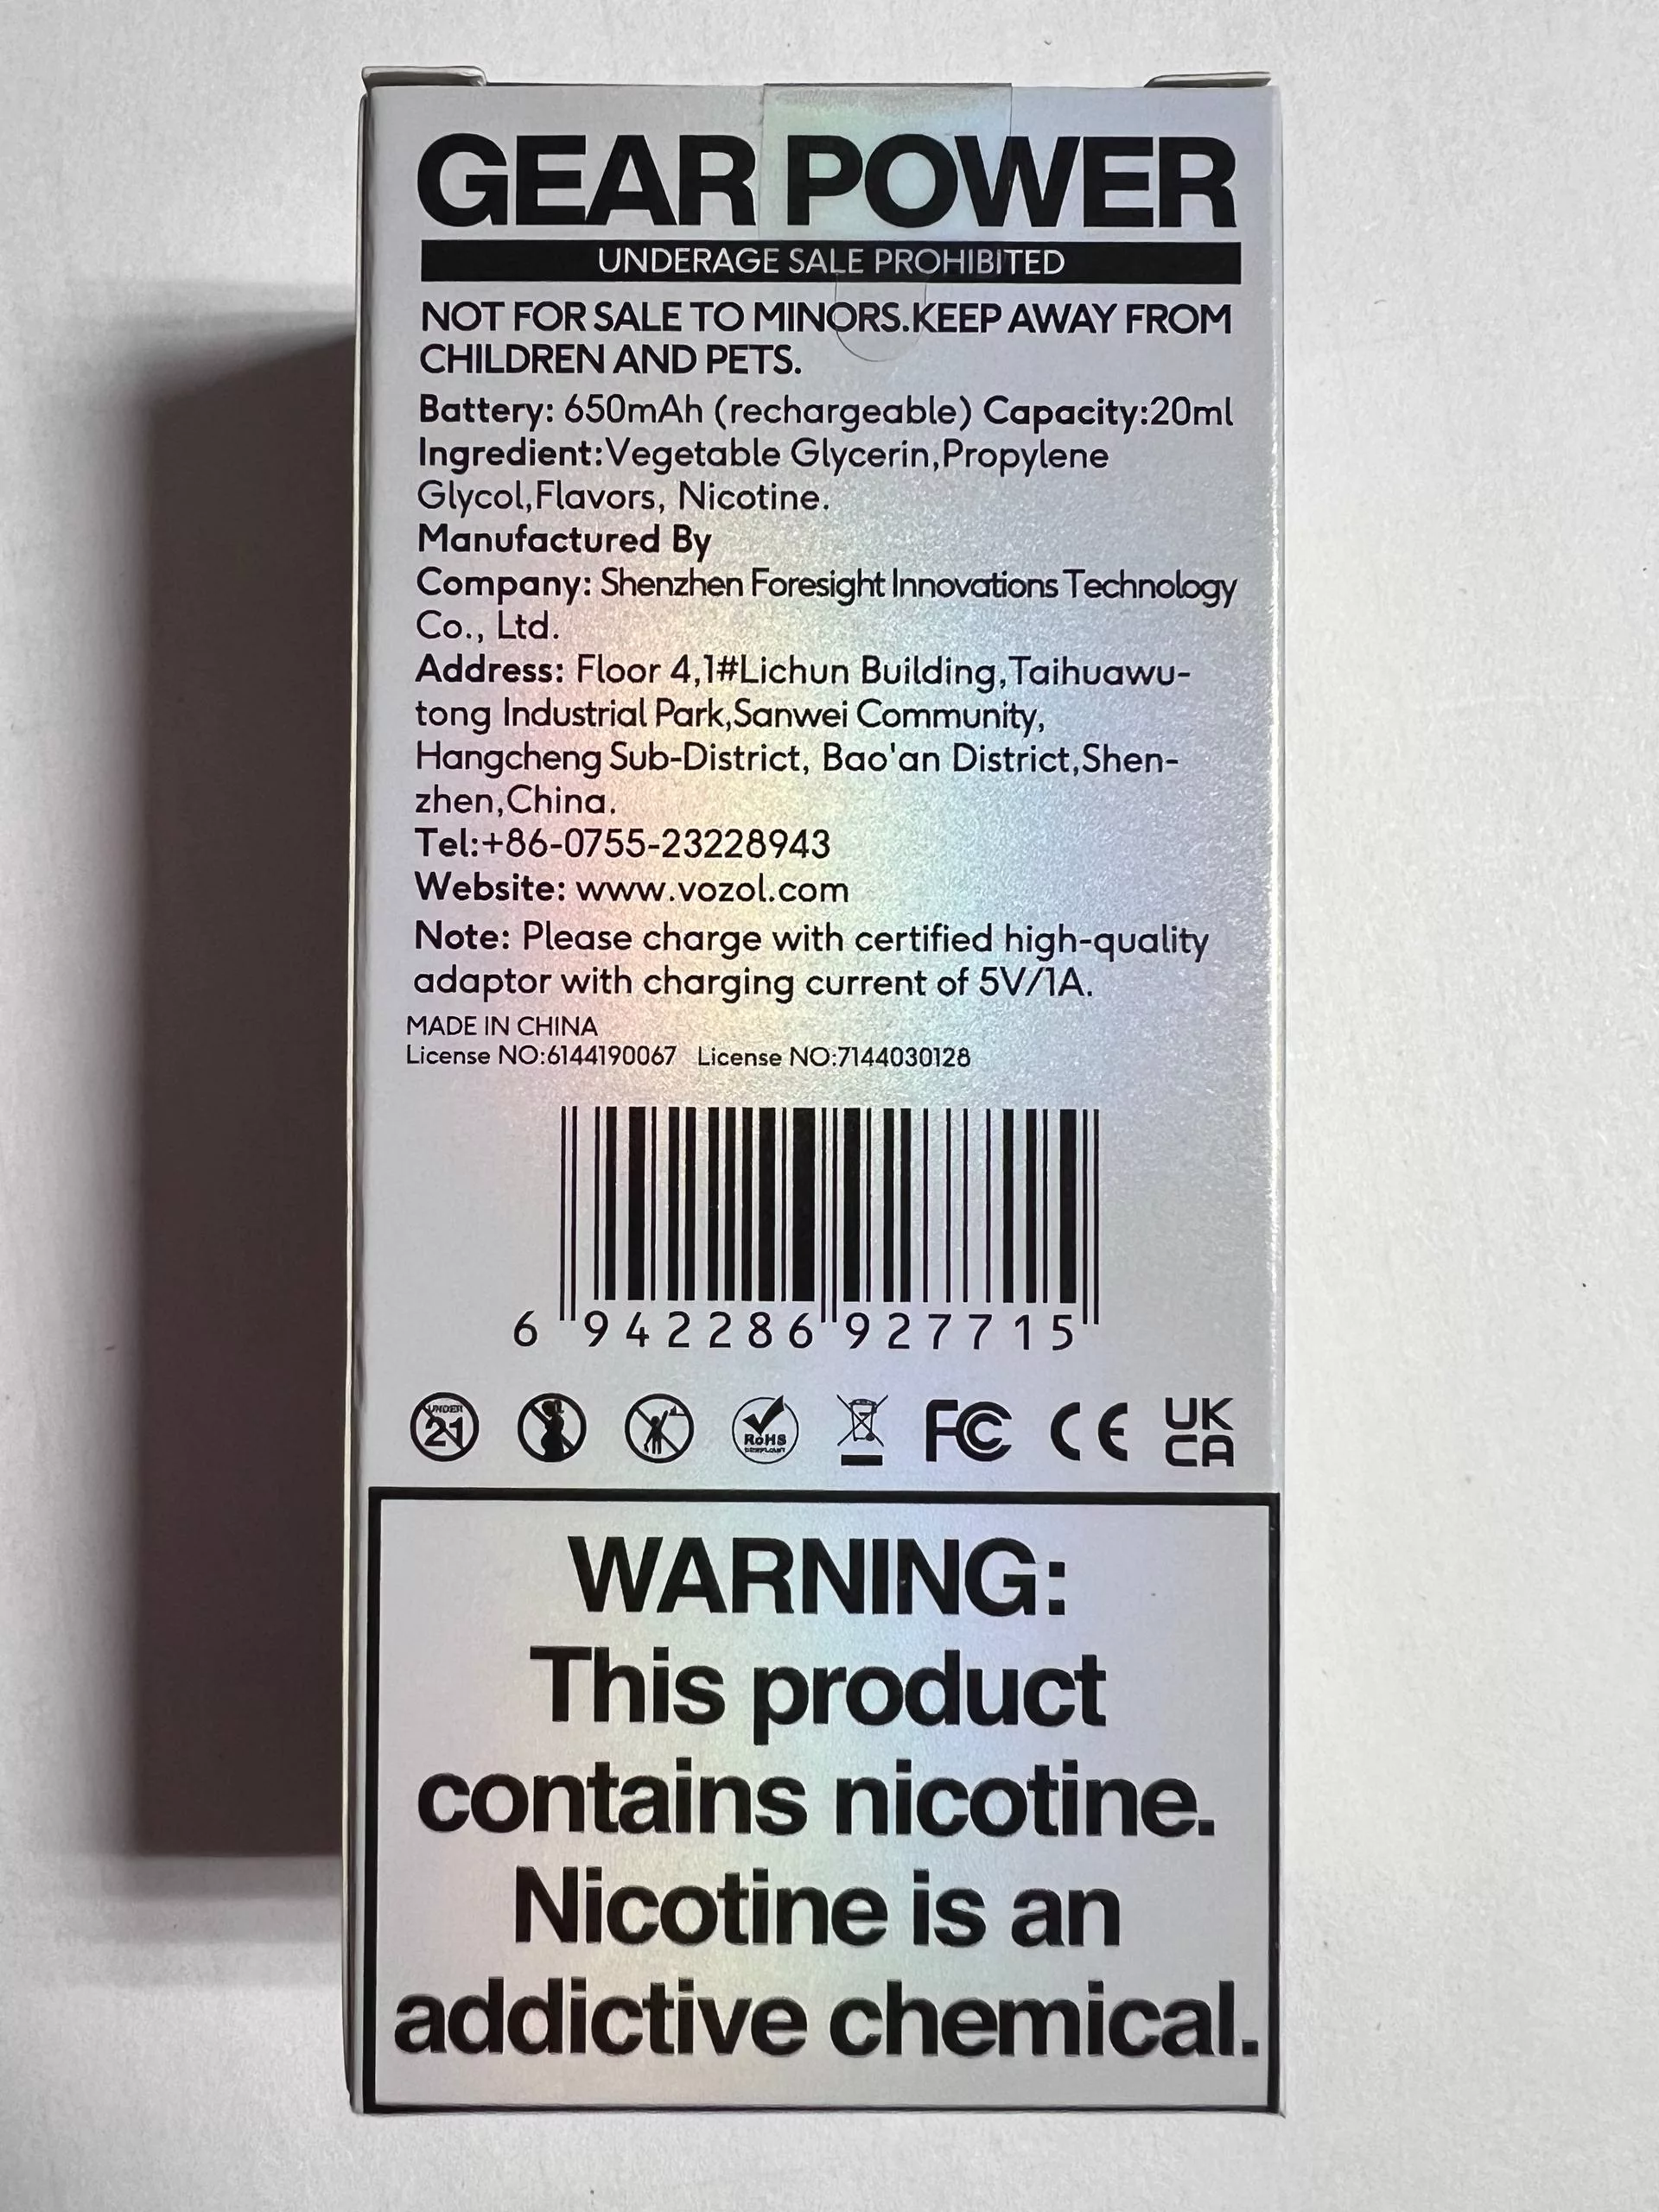 GEAR POWER
UNDERAGE SALE PROHIBITED
NOT FOR SALE TO MINORS.KEEP AWAY FROM
CHILDREN AND PETS.
Battery: 650mAh (rechargeable) Capacity:20ml
Ingredient:Vegetable Glycerin,Propylene
Glycol,Flavors, Nicotine.
Manufactured By
Company: Shenzhen Foresight Innovations Technology
Co., Ltd.
Address: Floor 4,1#Lichun Building,Taihuawu-
tong Industrial Park,Sanwei Community,
Hangcheng Sub-District, Bao'an District,Shen-
zhen,China.
Tel:+86-0755-23228943
Website: www.vozol.com
Note: Please charge with certified high-quality
adaptor with charging current of 5V/1A.
MADE IN CHINA
License NO:6144190067 License NO:7144030128
6 942286 927715
UNDER
21
RoHS
FC CE UK
CA
WARNING:
This product
contains nicotine.
Nicotine is an
addictive chemical.